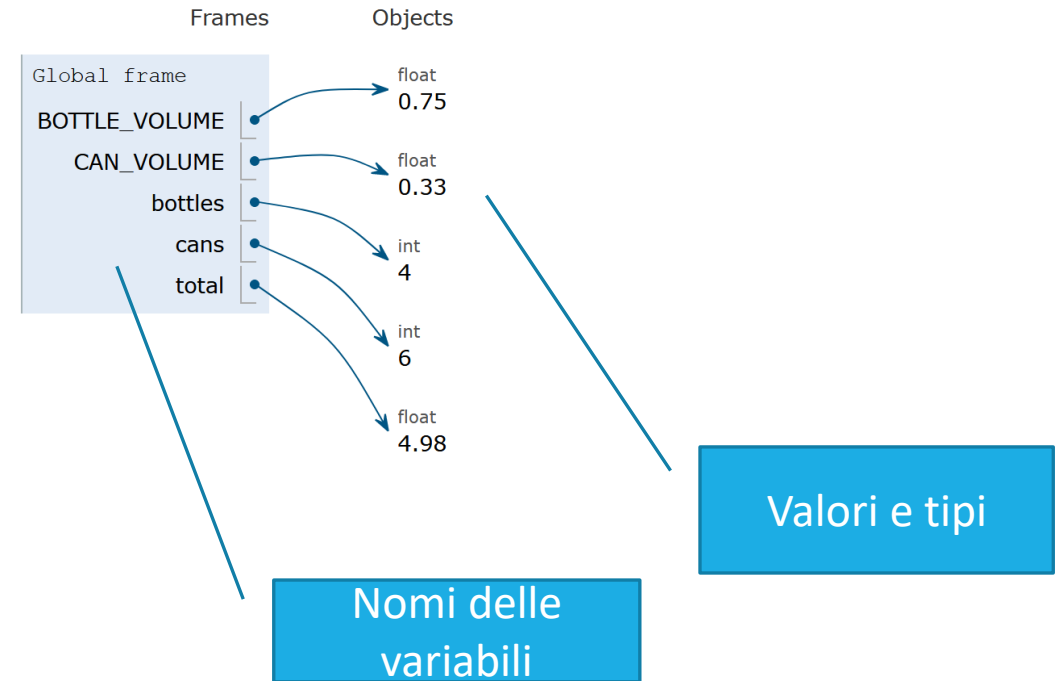 Frames
Objects
Global frame
BOTTLE_VOLUME
CAN_VOLUME
bottles
cans
total
float
0.75
float
0.33
int
4
int
6
float
4.98
Valori e tipi
Nomi delle
variabili